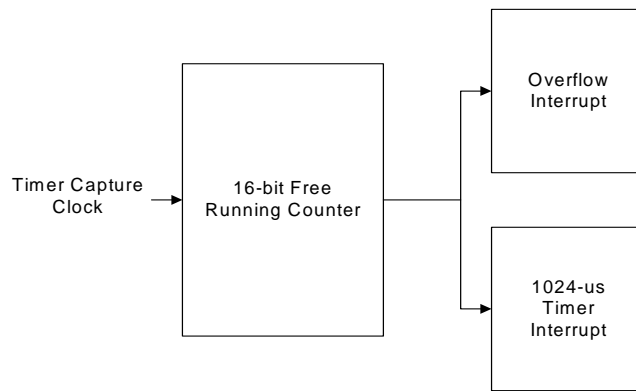 Timer Capture
Clock
16-bit Free
Running Counter
Overflow
Interrupt
1024-us
Timer
Interrupt